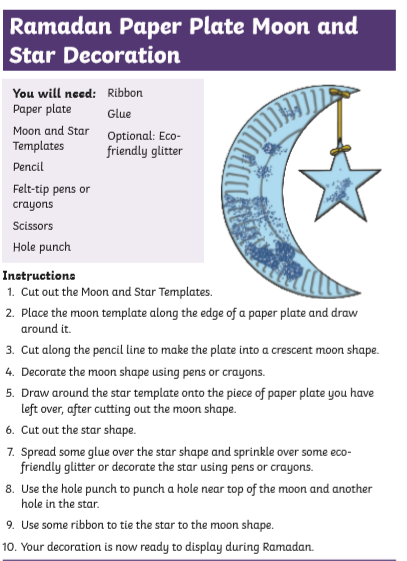 Ramadan Paper Plate Moon and
Star Decoration
You will need:
Paper plate
Moon and Star
Templates
Pencil
Felt-tip pens or
crayons
Scissors
Hole punch
Ribbon
Glue
Optional: Eco-
friendly glitter
Instructions
1. Cut out the Moon and Star Templates.
2. Place the moon template along the edge of a paper plate and draw
around it.
3. Cut along the pencil line to make the plate into a crescent moon shape.
4. Decorate the moon shape using pens or crayons.
5. Draw around the star template onto the piece of paper plate you have
left over, after cutting out the moon shape.
6. Cut out the star shape.
7. Spread some glue over the star shape and sprinkle over some eco-
friendly glitter or decorate the star using pens or crayons.
8. Use the hole punch to punch a hole near top of the moon and another
hole in the star.
9. Use some ribbon to tie the star to the moon shape.
10. Your decoration is now ready to display during Ramadan.